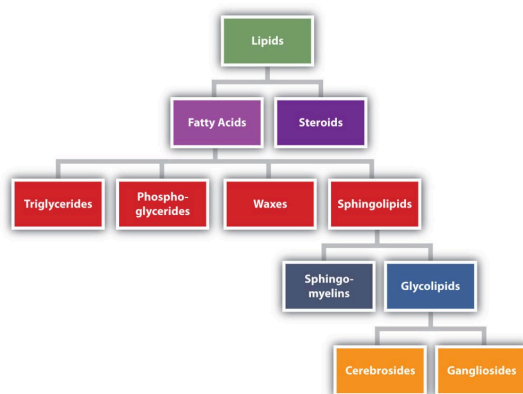 Lipids
Fatty Acids
Steroids
Triglycerides
Phospho-
glycerides
Waxes
Sphingolipids
Sphingo-
myelins
Glycolipids
Cerebrosides
Gangliosides